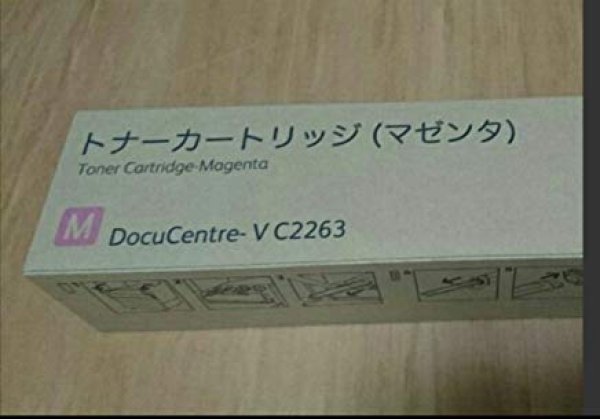 トナーカートリッジ (マゼンタ)
Toner Cartridge-Magenta
M DocuCentre- V C2263